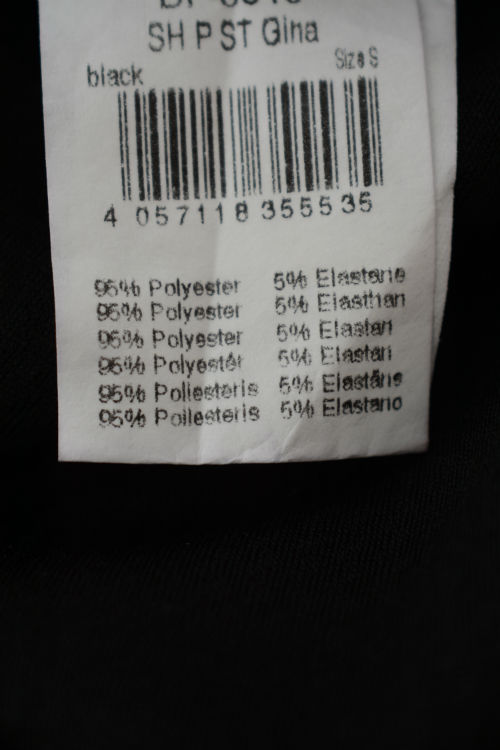 SH P ST Gina
Size S
black
4 057118 355535
95% Polyester 5% Elastane
95% Polyester 5% Elasthan
95% Polyester 5% Elastan
95% Polyestér 5% Elastan
95% Poliesteris 5% Elastāns
95% Poliesteris 5% Elastano